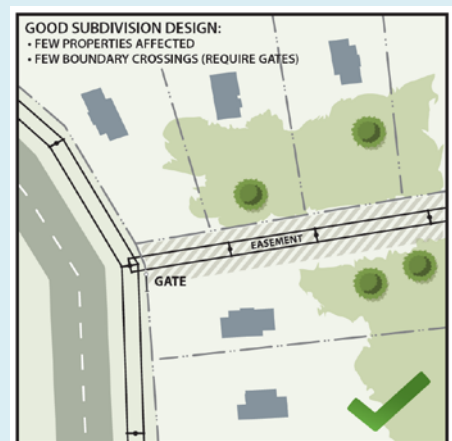 GOOD SUBDIVISION DESIGN:
• FEW PROPERTIES AFFECTED
• FEW BOUNDARY CROSSINGS (REQUIRE GATES)
EASEMENT
GATE